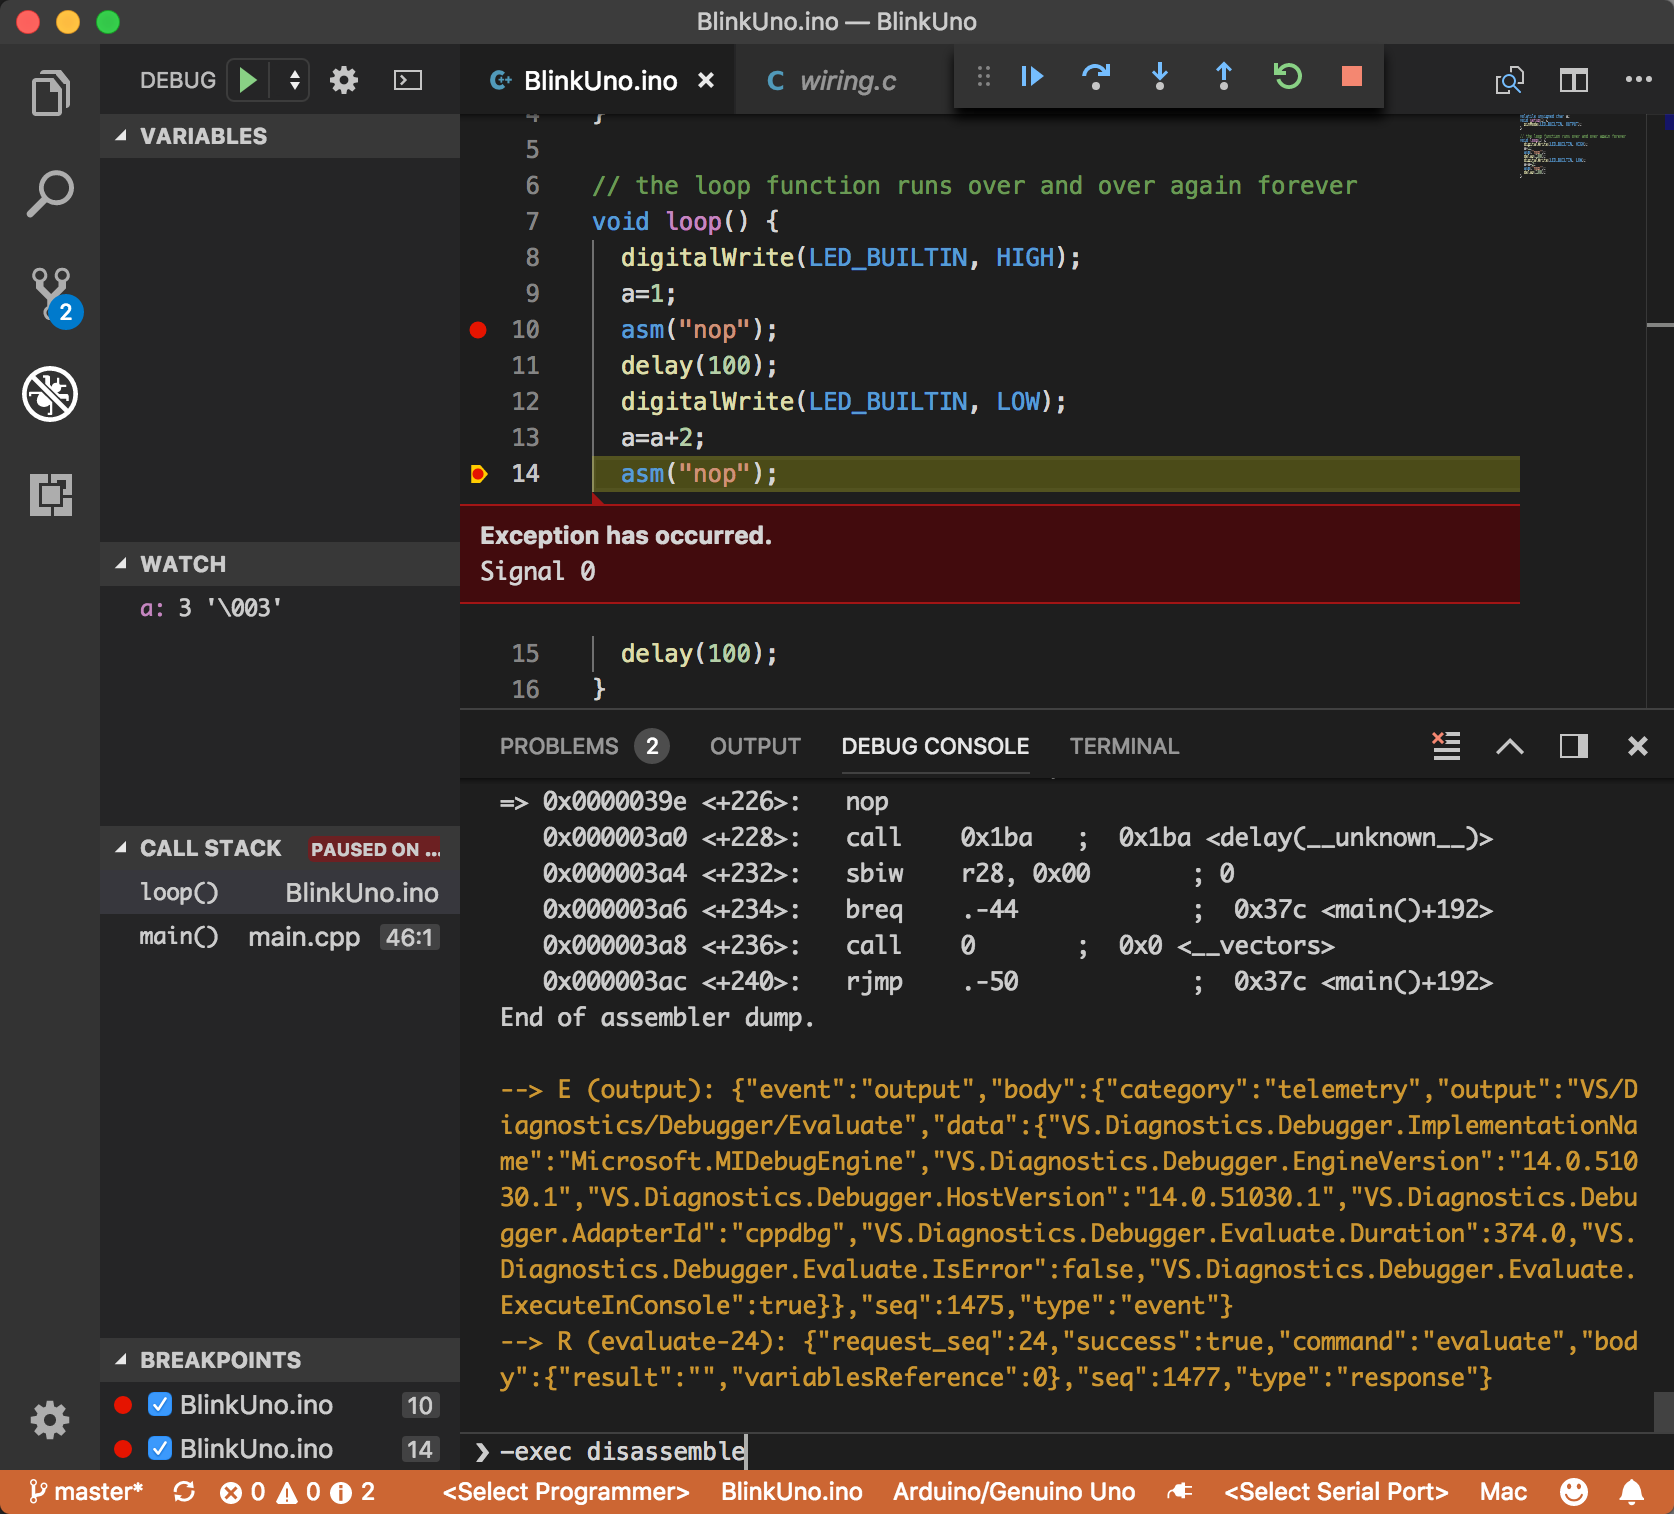 BlinkUno.ino — BlinkUno
DEBUG
BlinkUno.ino
C wiring.c
VARIABLES
4 }
5
6 // the loop function runs over and over again forever
7 void loop() {
8 digitalWrite(LED_BUILTIN, HIGH);
9 a=1;
10 asm("nop");
11 delay(100);
12 digitalWrite(LED_BUILTIN, LOW);
13 a=a+2;
14 asm("nop");
Exception has occurred.
Signal 0
15 delay(100);
16 }
2
WATCH
a: 3 '\003'
CALL STACK PAUSED ON ...
loop() BlinkUno.ino
main() main.cpp 46:1
BREAKPOINTS
BlinkUno.ino 10
BlinkUno.ino 14
PROBLEMS 2 OUTPUT DEBUG CONSOLE TERMINAL
=> 0x0000039e <+226>: nop
0x000003a0 <+228>: call 0x1ba ; 0x1ba <delay(__unknown__)>
0x000003a4 <+232>: sbiw r28, 0x00 ; 0
0x000003a6 <+234>: breq .-44 ; 0x37c <main()+192>
0x000003a8 <+236>: call 0 ; 0x0 <__vectors>
0x000003ac <+240>: rjmp .-50 ; 0x37c <main()+192>
End of assembler dump.
--> E (output): {"event":"output","body":{"category":"telemetry","output":"VS/D
iagnostics/Debugger/Evaluate","data":{"VS.Diagnostics.Debugger.ImplementationNa
me":"Microsoft.MIDebugEngine","VS.Diagnostics.Debugger.EngineVersion":"14.0.510
30.1","VS.Diagnostics.Debugger.HostVersion":"14.0.51030.1","VS.Diagnostics.Debu
gger.AdapterId":"cppdbg","VS.Diagnostics.Debugger.Evaluate.Duration":374.0,"VS.
Diagnostics.Debugger.Evaluate.IsError":false,"VS.Diagnostics.Debugger.Evaluate.
ExecuteInConsole":true}},"seq":1475,"type":"event"}
--> R (evaluate-24): {"request_seq":24,"success":true,"command":"evaluate","bod
y":{"result":"","variablesReference":0},"seq":1477,"type":"response"}
❯ -exec disassemble
master* 0 0 2 <Select Programmer> BlinkUno.ino Arduino/Genuino Uno <Select Serial Port> Mac